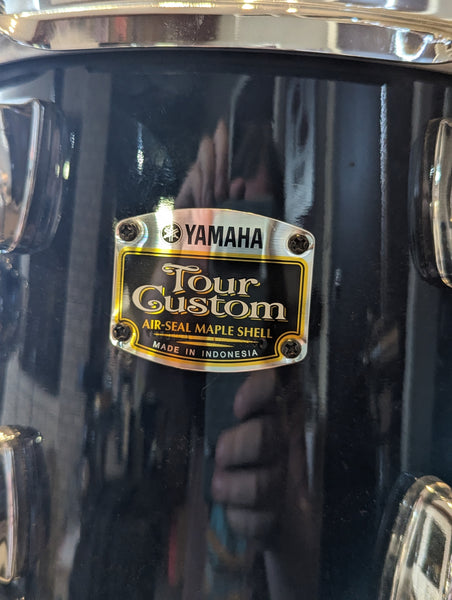 YAMAHA
Tour
Custom
AIR-SEAL MAPLE SHELL
MADE IN INDONESIA